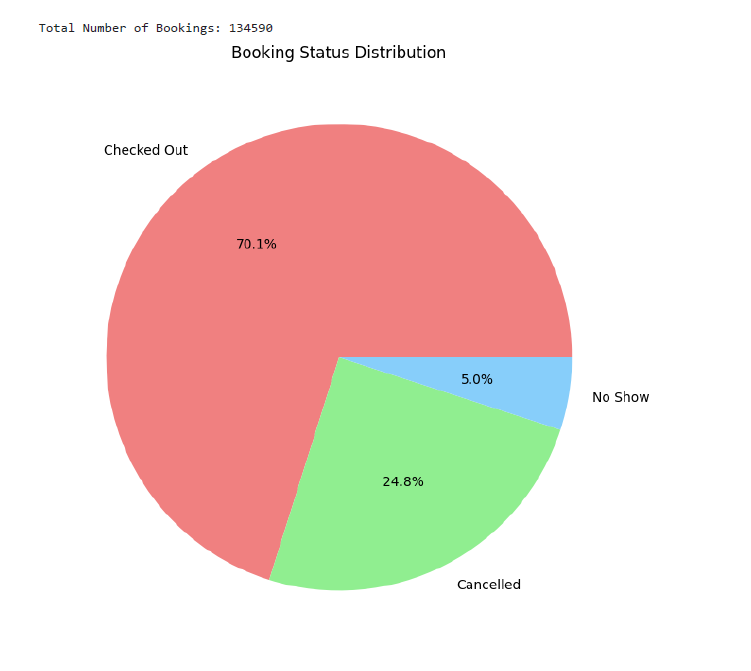 Total Number of Bookings: 134590
Booking Status Distribution
Checked Out
70.1%
5.0%
No Show
24.8%
Cancelled